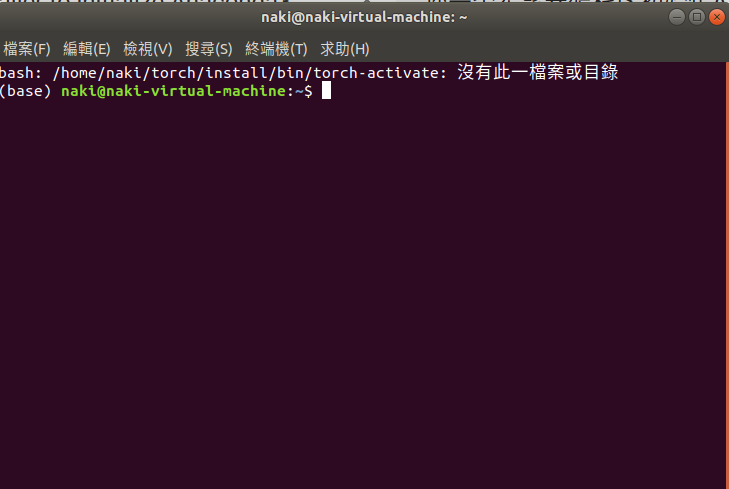 naki@naki-virtual-machine: ~
檔案(F) 編輯(E) 檢視(V) 搜尋(S) 終端機(T) 求助(H)
bash: /home/naki/torch/install/bin/torch-activate: 沒有此一檔案或目錄
(base) naki@naki-virtual-machine:~$